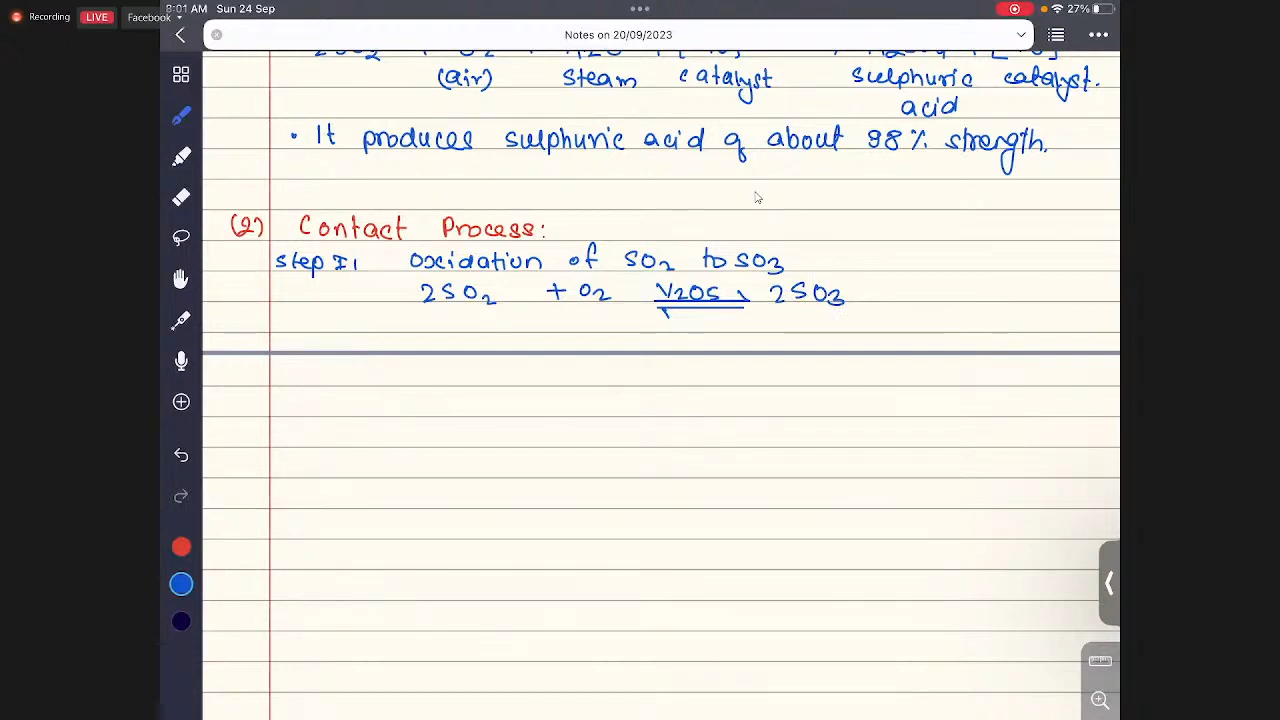 Recording
LIVE
Facebook
8:01 AM Sun 24 Sep
27%
Notes on 20/09/2023
(air) steam catalyst sulphuric catalyst.
acid
• It produces sulphuric acid of about 98% strength.
(2) Contact Process:
Step I, Oxidation of SO2 to SO3
2SO2 + O2 V2O5 2SO3